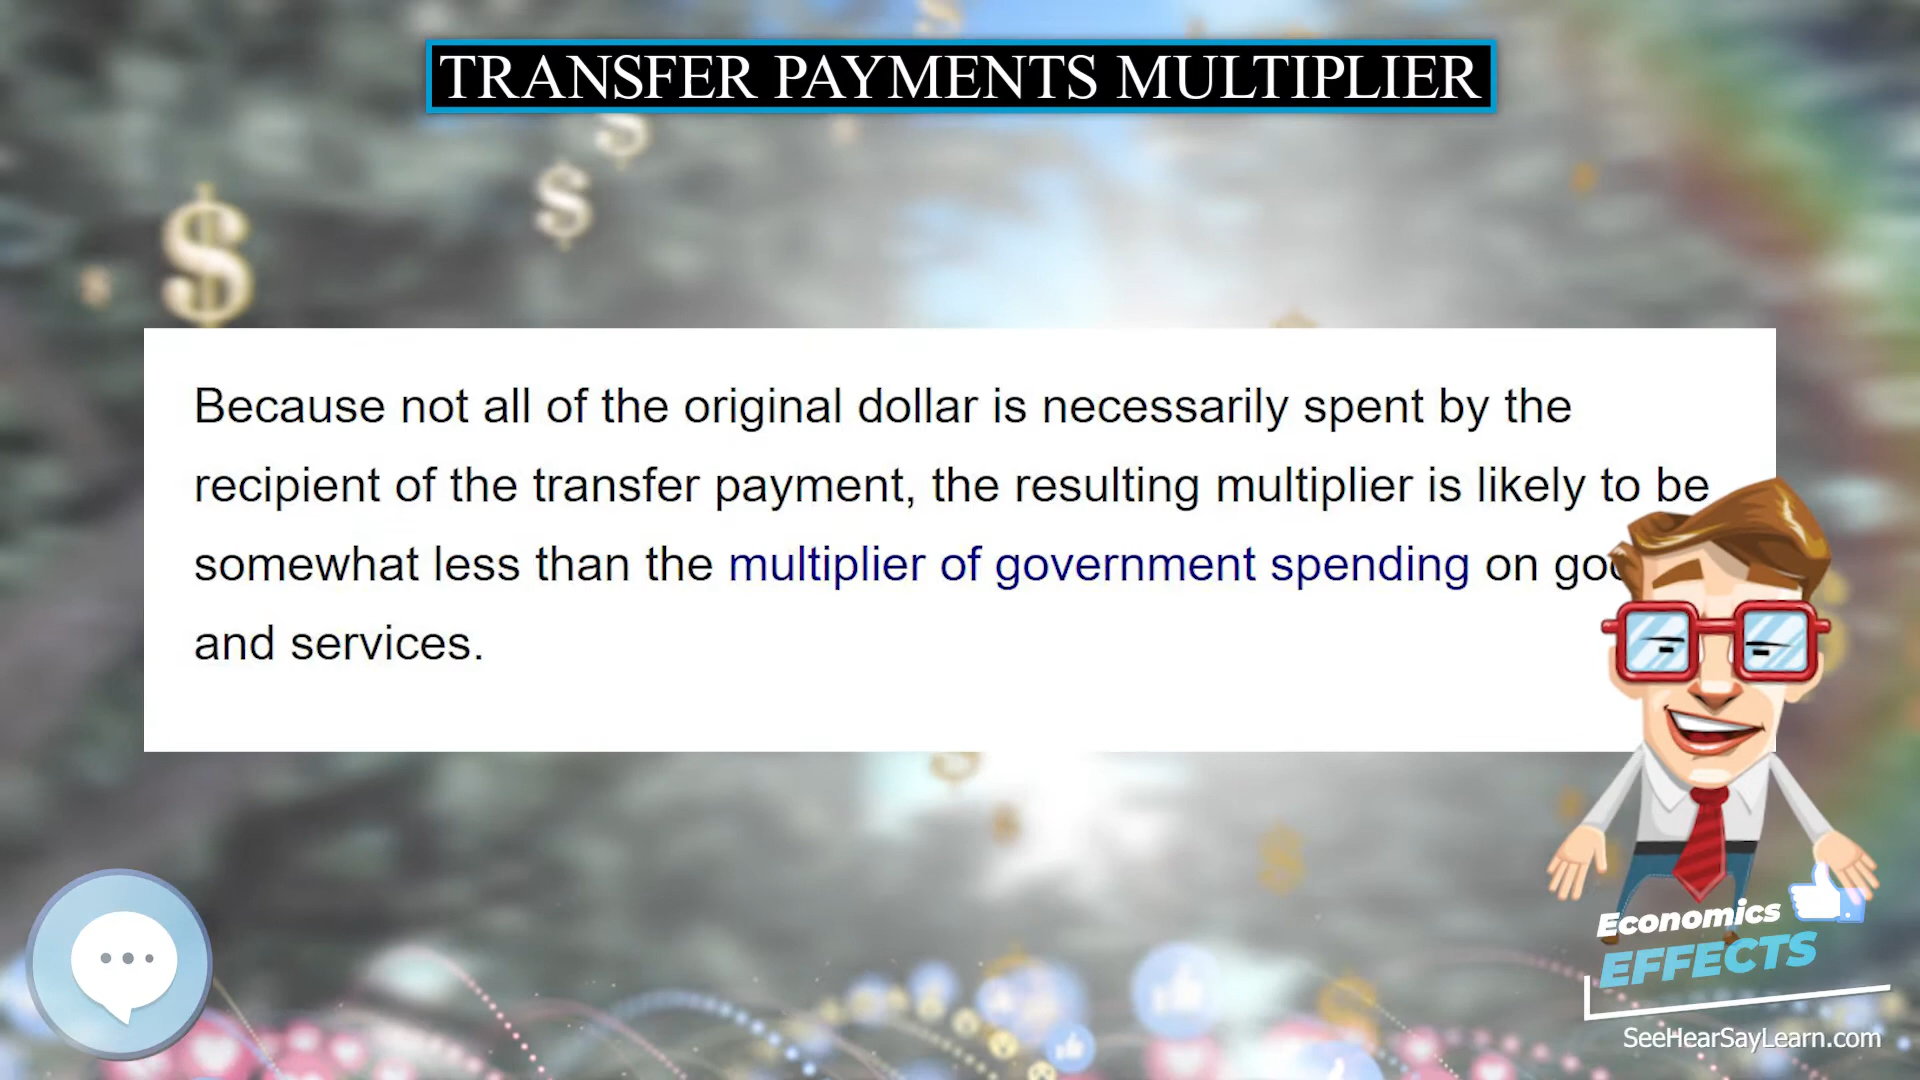 TRANSFER PAYMENTS MULTIPLIER
Because not all of the original dollar is necessarily spent by the
recipient of the transfer payment, the resulting multiplier is likely to be
somewhat less than the multiplier of government spending on
and services.
Economics
EFFECTS
SeeHearSayLearn.com